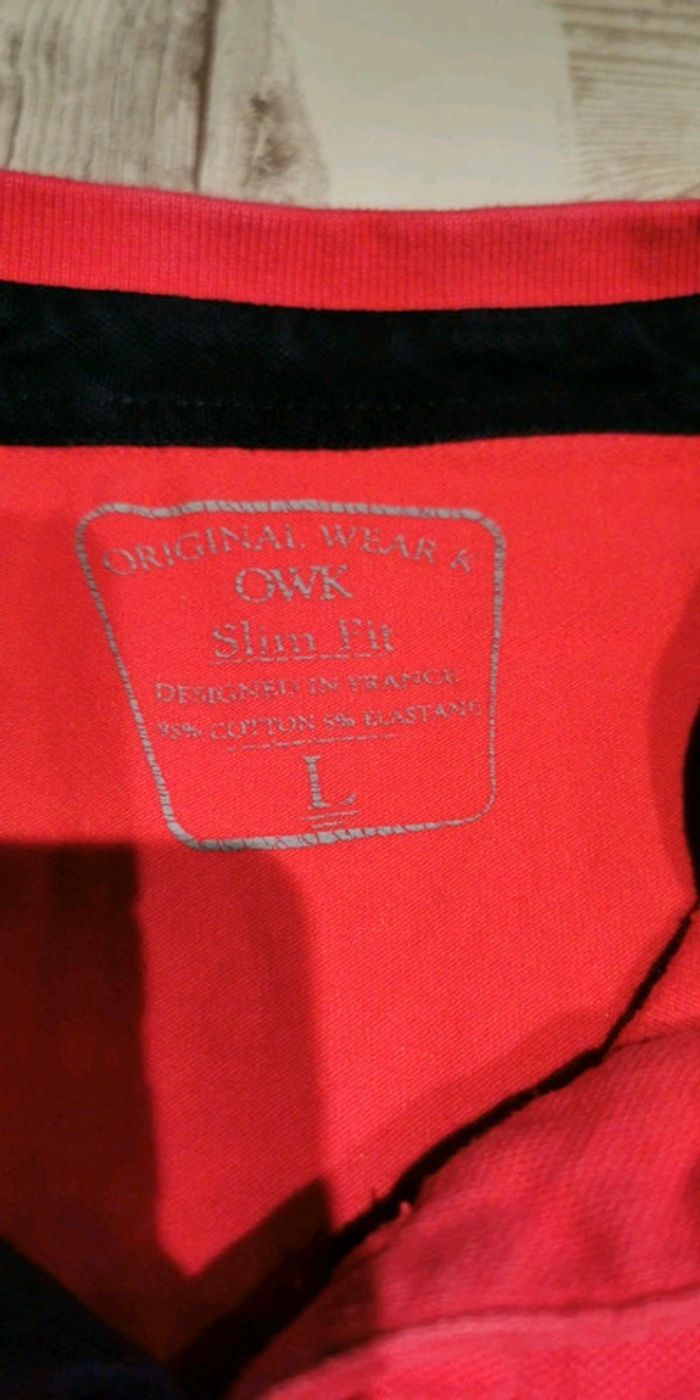 ORIGINAL WEAR &
OWK
Slim Fit
DESIGNED IN FRANCE
95% COTTON 5% ELASTANE
L